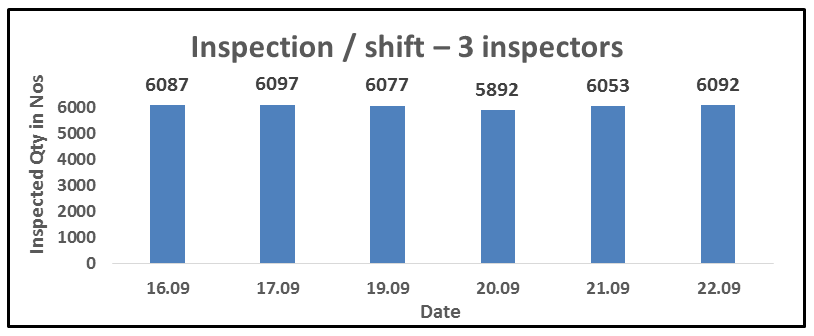 Inspection / shift – 3 inspectors
Inspected Qty in Nos
6087 6097 6077 5892 6053 6092
6000
5000
4000
3000
2000
1000
0
16.09 17.09 19.09 20.09 21.09 22.09
Date